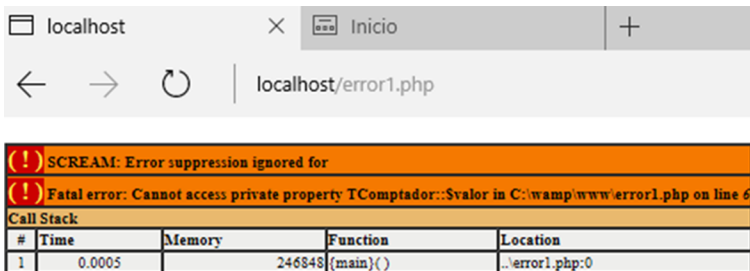 localhost Inicio
localhost/error1.php
( ! ) SCREAM: Error suppression ignored for
( ! ) Fatal error: Cannot access private property TComptador::$valor in C:\wamp\www\error1.php on line 6
Call Stack
# Time Memory Function Location
1 0.0005 246848 {main}( ) ..\error1.php:0